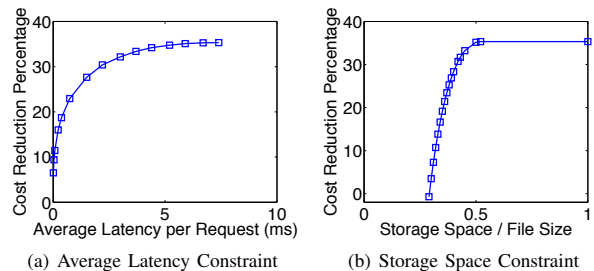 Cost Reduction Percentage
40
30
20
10
0
0
5
10
Average Latency per Request (ms)
(a) Average Latency Constraint
Cost Reduction Percentage
40
30
20
10
0
0
0.5
1
Storage Space / File Size
(b) Storage Space Constraint